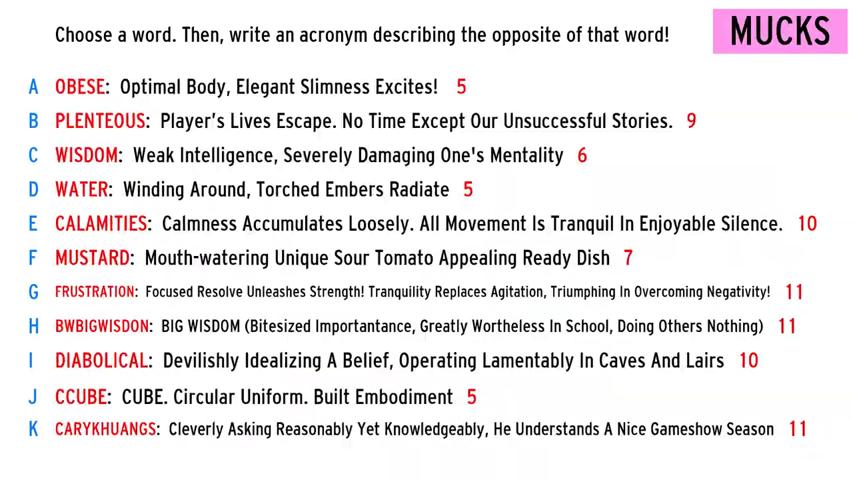 Choose a word. Then, write an acronym describing the opposite of that word!
MUCKS
A OBESE: Optimal Body, Elegant Slimness Excites! 5
B PLENTEOUS: Player's Lives Escape. No Time Except Our Unsuccessful Stories. 9
C WISDOM: Weak Intelligence, Severely Damaging One's Mentality 6
D WATER: Winding Around, Torched Embers Radiate 5
E CALAMITIES: Calmness Accumulates Loosely. All Movement Is Tranquil In Enjoyable Silence. 10
F MUSTARD: Mouth-watering Unique Sour Tomato Appealing Ready Dish 7
G FRUSTRATION: Focused Resolve Unleashes Strength! Tranquility Replaces Agitation, Triumphing In Overcoming Negativity! 11
H BWBIGWISDON: BIG WISDOM (Bitesized Importantance, Greatly Wortheless In School, Doing Others Nothing) 11
I DIABOLICAL: Devilishly Idealizing A Belief, Operating Lamentably In Caves And Lairs 10
J CCUBE: CUBE. Circular Uniform. Built Embodiment 5
K CARYKHUANGS: Cleverly Asking Reasonably Yet Knowledgeably, He Understands A Nice Gameshow Season 11